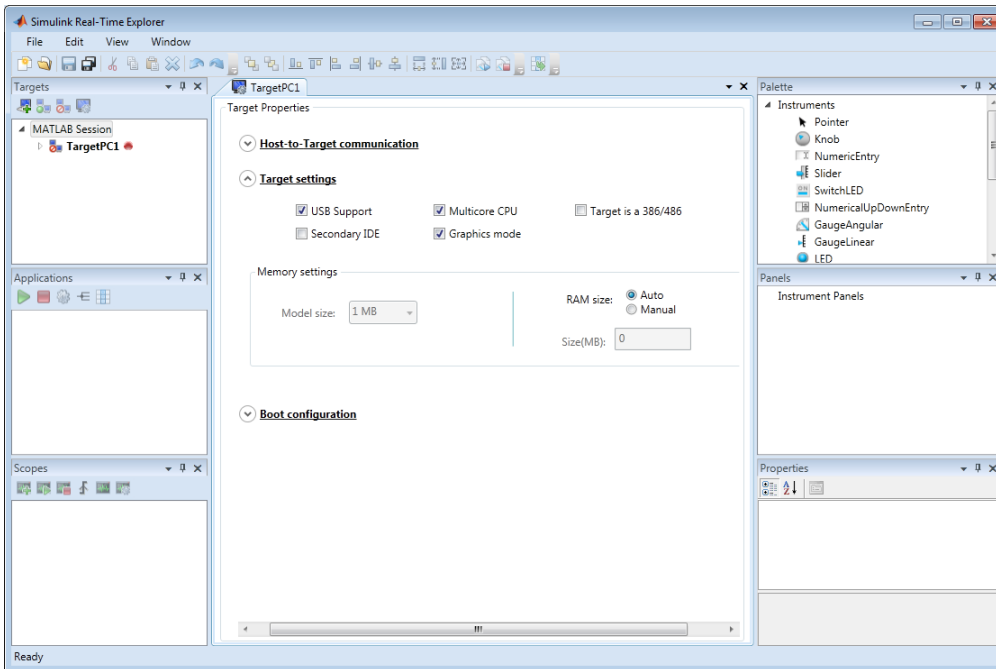 Simulink Real-Time Explorer
File Edit View Window
Targets
MATLAB Session
TargetPC1
Applications
Scopes
TargetPC1
Target Properties
Host-to-Target communication
Target settings
USB Support
Multicore CPU
Target is a 386/486
Secondary IDE
Graphics mode
Memory settings
Model size: 1 MB
RAM size: Auto
Manual
Size(MB): 0
Boot configuration
Palette
Instruments
Pointer
Knob
NumericEntry
Slider
SwitchLED
NumericalUpDownEntry
GaugeAngular
GaugeLinear
LED
Panels
Instrument Panels
Properties
Ready